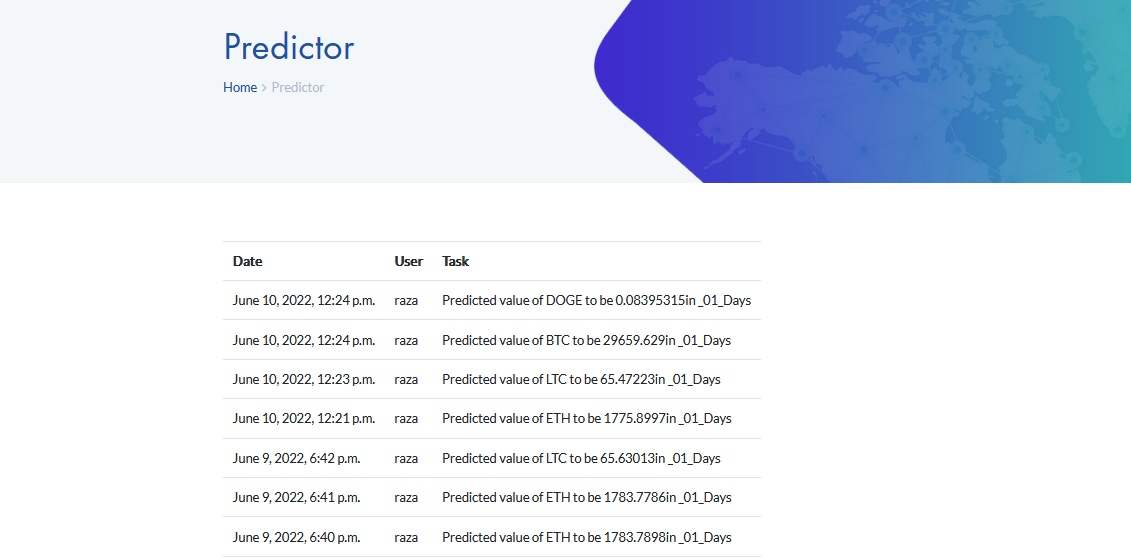 Predictor
Home > Predictor
Date User Task
June 10, 2022, 12:24 p.m. raza Predicted value of DOGE to be 0.08395315in _01_Days
June 10, 2022, 12:24 p.m. raza Predicted value of BTC to be 29659.629in _01_Days
June 10, 2022, 12:23 p.m. raza Predicted value of LTC to be 65.47223in _01_Days
June 10, 2022, 12:21 p.m. raza Predicted value of ETH to be 1775.8997in _01_Days
June 9, 2022, 6:42 p.m. raza Predicted value of LTC to be 65.63013in _01_Days
June 9, 2022, 6:41 p.m. raza Predicted value of ETH to be 1783.7786in _01_Days
June 9, 2022, 6:40 p.m. raza Predicted value of ETH to be 1783.7898in _01_Days